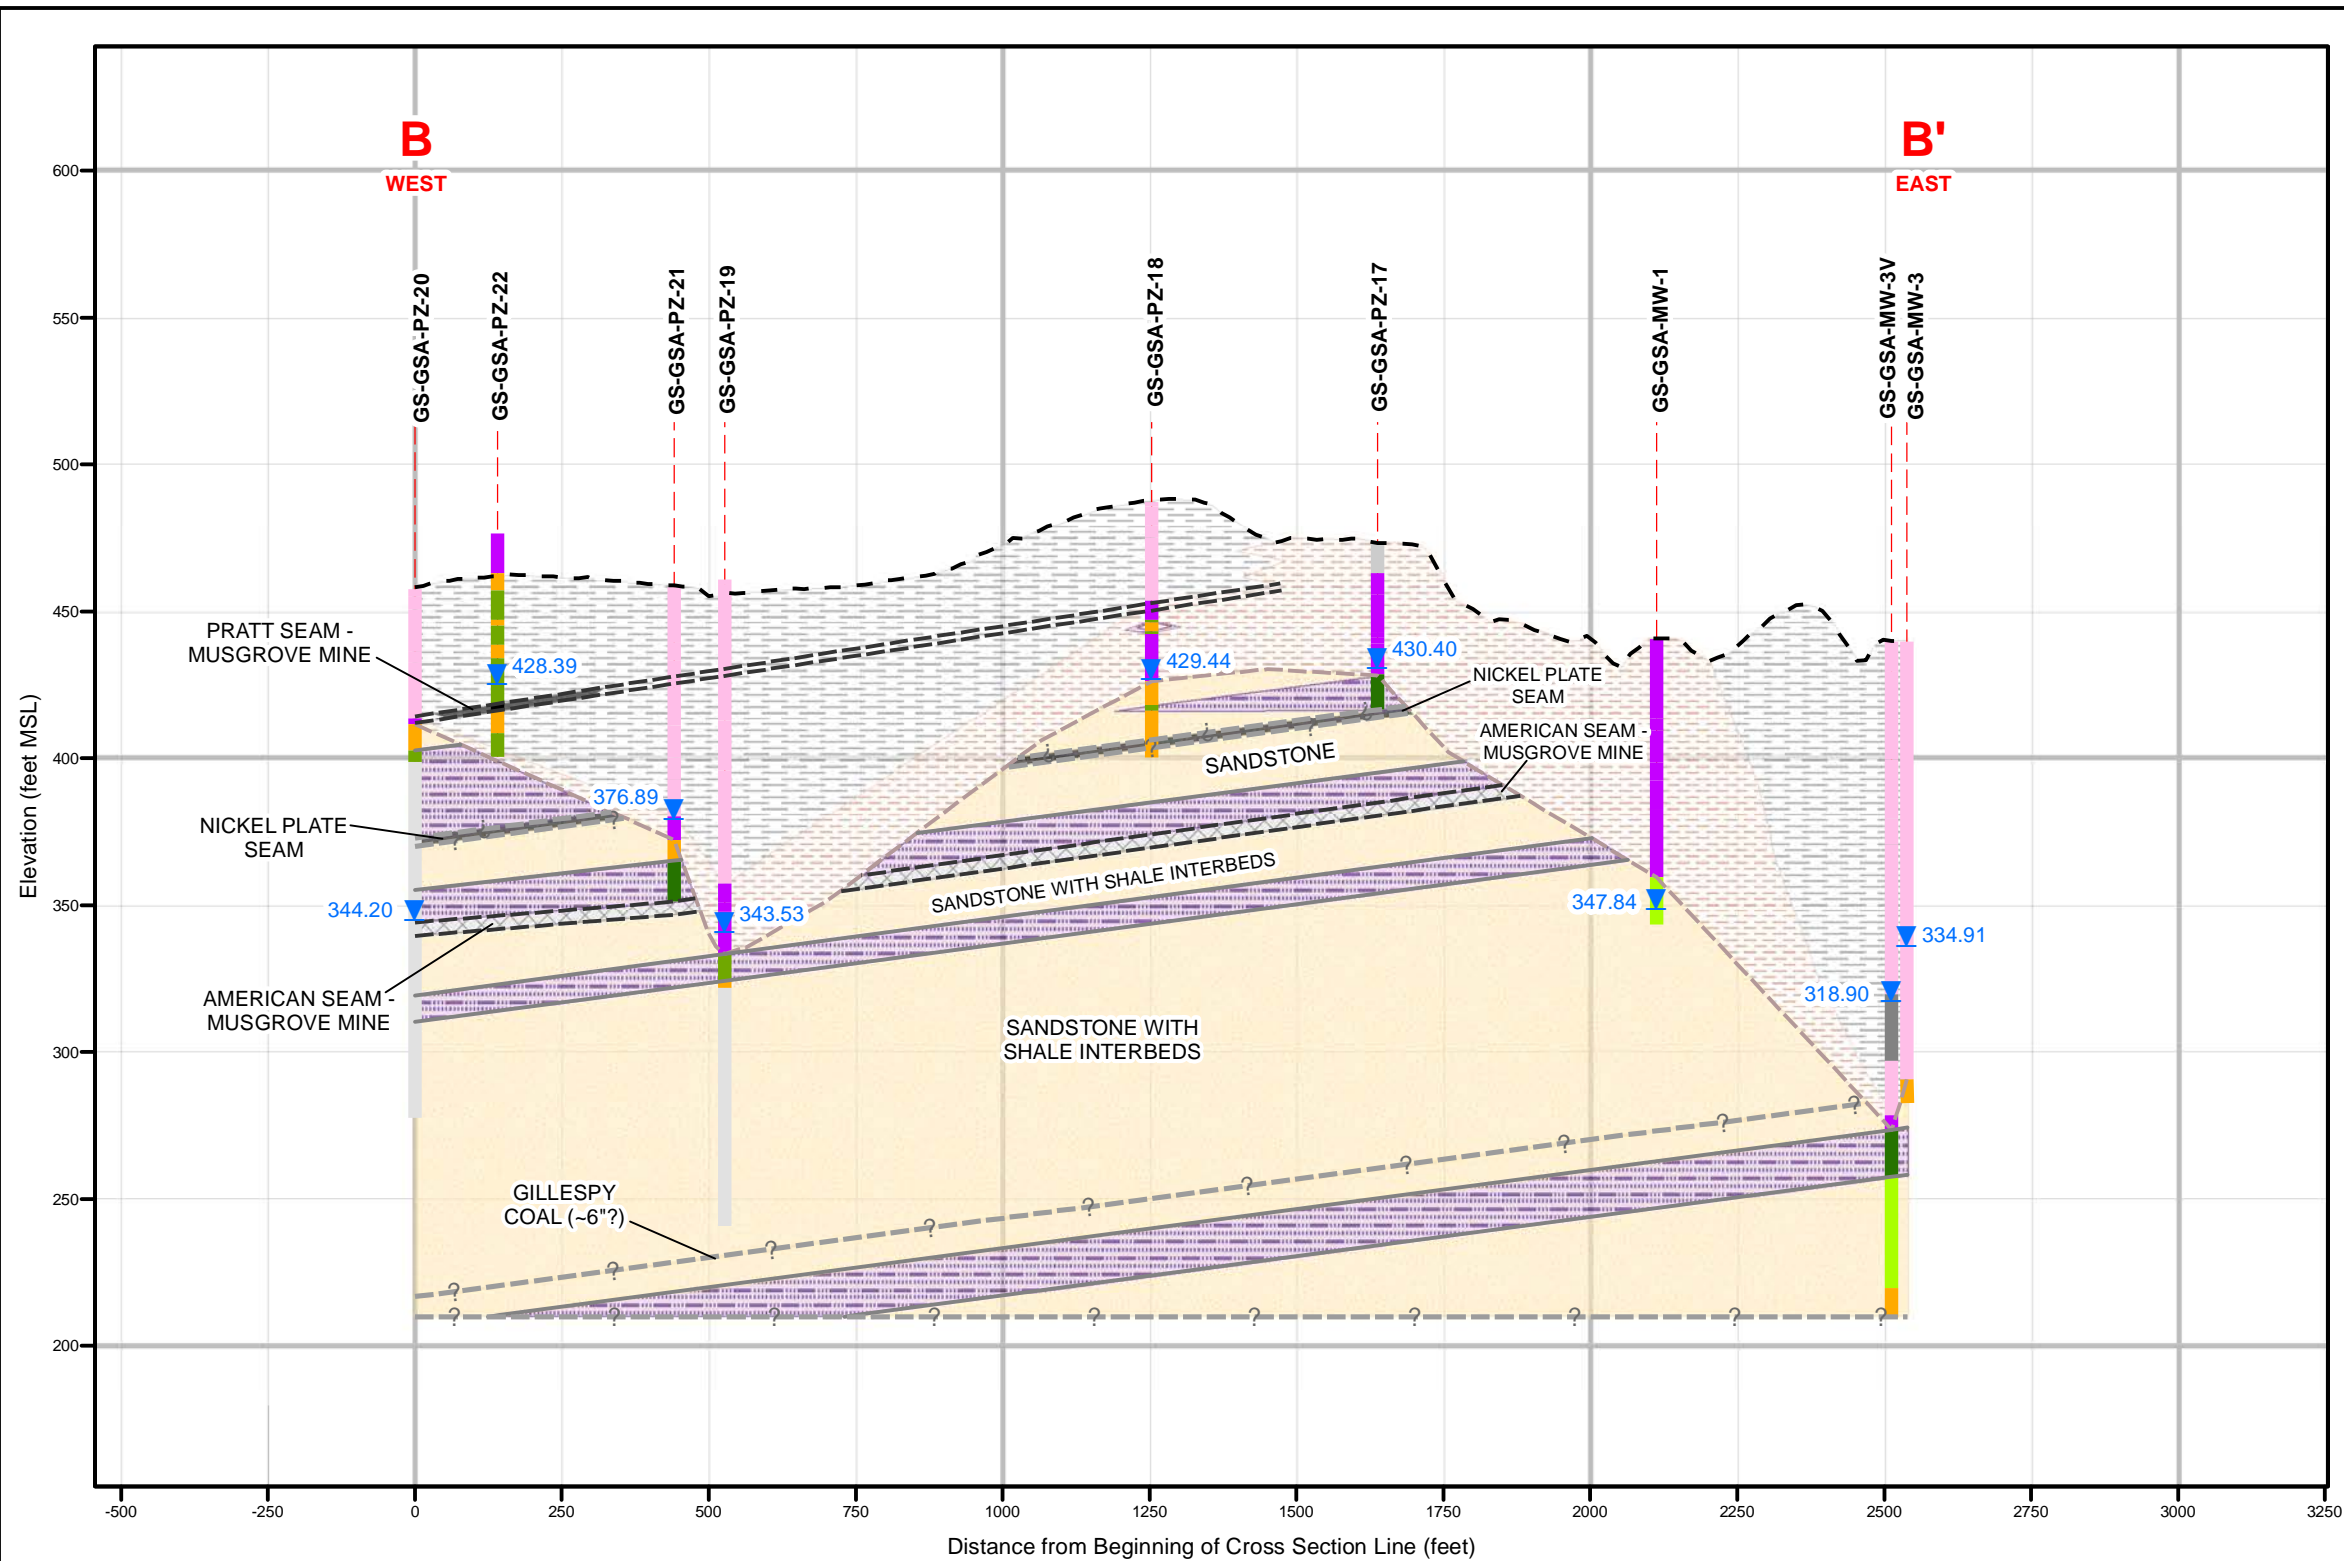 B
B'
WEST
EAST
GS-GSA-PZ-20
GS-GSA-PZ-22
GS-GSA-PZ-21
GS-GSA-PZ-19
GS-GSA-PZ-18
GS-GSA-PZ-17
GS-GSA-MW-1
GS-GSA-MW-3V
GS-GSA-MW-3
Elevation (feet MSL)
600
550
500
450
400
350
300
250
200
PRATT SEAM -
MUSGROVE MINE
428.39
429.44
430.40
NICKEL PLATE
SEAM
AMERICAN SEAM -
MUSGROVE MINE
SANDSTONE
376.89
NICKEL PLATE
SEAM
SANDSTONE WITH SHALE INTERBEDS
344.20
343.53
347.84
334.91
318.90
AMERICAN SEAM -
MUSGROVE MINE
SANDSTONE WITH
SHALE INTERBEDS
GILLESPY
COAL (~6"?)
? ? ? ? ? ? ? ? ? ?
? ? ? ? ? ? ? ? ? ?
-500
-250
0
250
500
750
1000
1250
1500
1750
2000
2250
2500
2750
3000
3250
Distance from Beginning of Cross Section Line (feet)